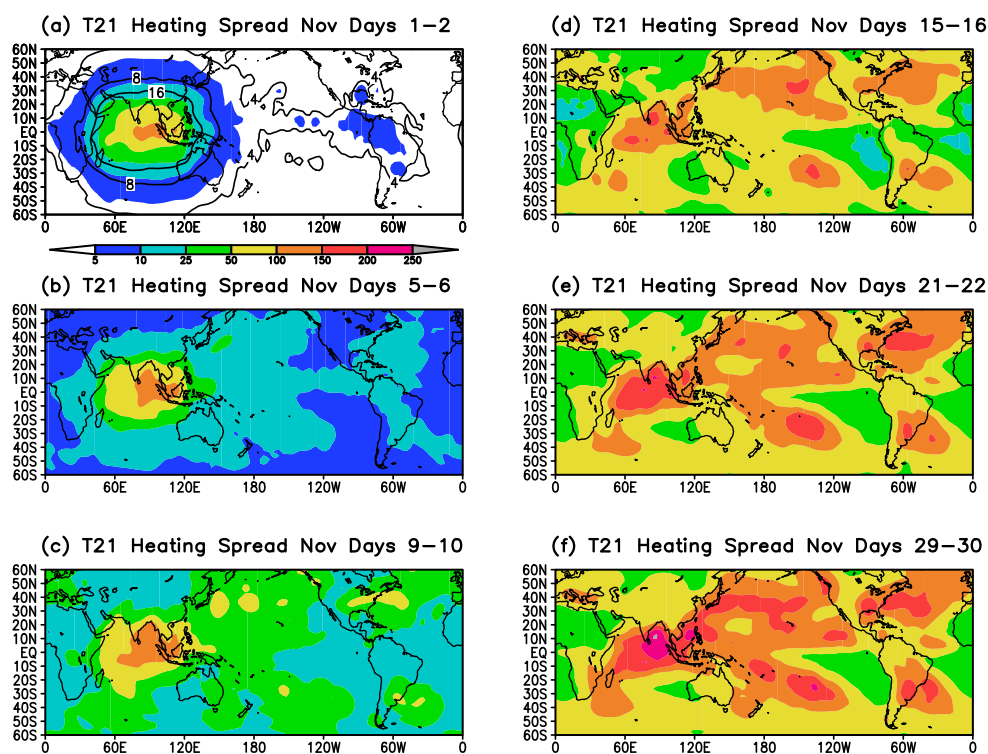 (a) T21 Heating Spread Nov Days 1−2
60N
50N
40N
30N
20N
10N
EQ
10S
20S
30S
40S
50S
60S
0 60E 120E 180 120W 60W 0
8
16
8
4
4
4
4
5 10 25 50 100 150 200 250
(b) T21 Heating Spread Nov Days 5−6
60N
50N
40N
30N
20N
10N
EQ
10S
20S
30S
40S
50S
60S
0 60E 120E 180 120W 60W 0
(c) T21 Heating Spread Nov Days 9−10
60N
50N
40N
30N
20N
10N
EQ
10S
20S
30S
40S
50S
60S
0 60E 120E 180 120W 60W 0
(d) T21 Heating Spread Nov Days 15−16
60N
50N
40N
30N
20N
10N
EQ
10S
20S
30S
40S
50S
60S
0 60E 120E 180 120W 60W 0
(e) T21 Heating Spread Nov Days 21−22
60N
50N
40N
30N
20N
10N
EQ
10S
20S
30S
40S
50S
60S
0 60E 120E 180 120W 60W 0
(f) T21 Heating Spread Nov Days 29−30
60N
50N
40N
30N
20N
10N
EQ
10S
20S
30S
40S
50S
60S
0 60E 120E 180 120W 60W 0